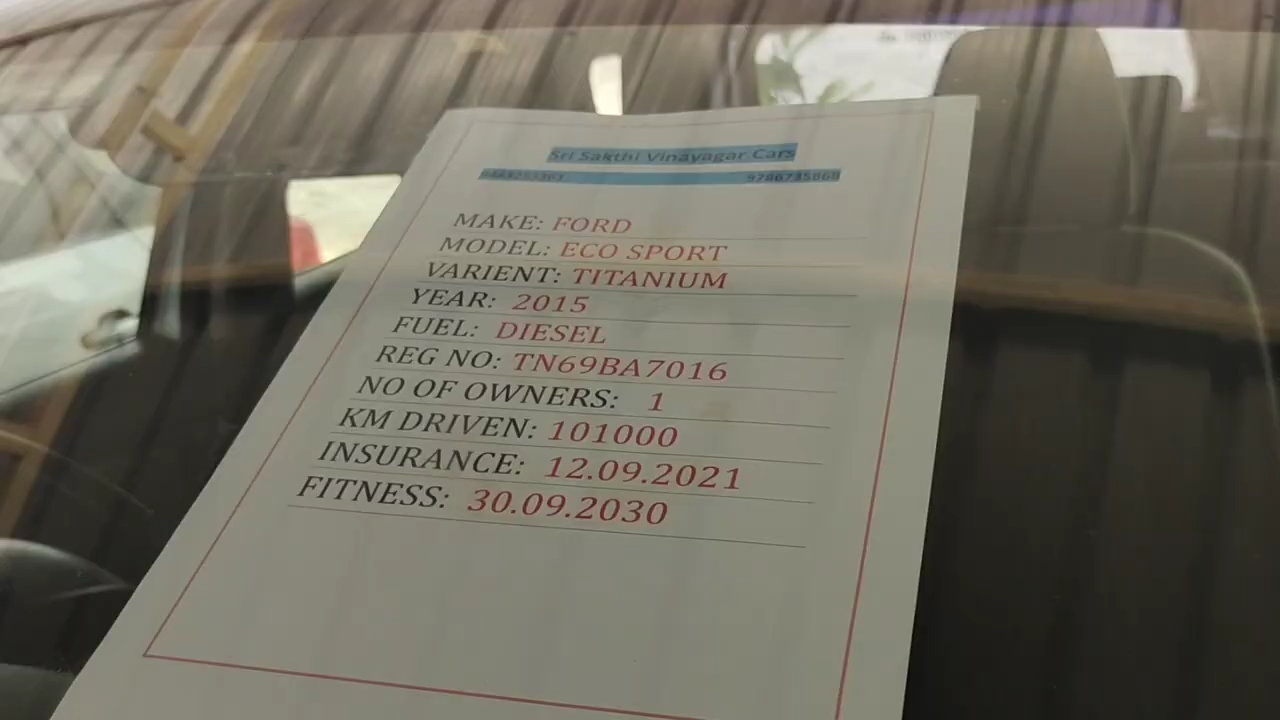 Sri Sakthi Vinayagar Cars
9786735868
MAKE: FORD
MODEL: ECO SPORT
VARIENT: TITANIUM
YEAR: 2015
FUEL: DIESEL
REG NO: TN69BA7016
NO OF OWNERS: 1
KM DRIVEN: 101000
INSURANCE: 12.09.2021
FITNESS: 30.09.2030